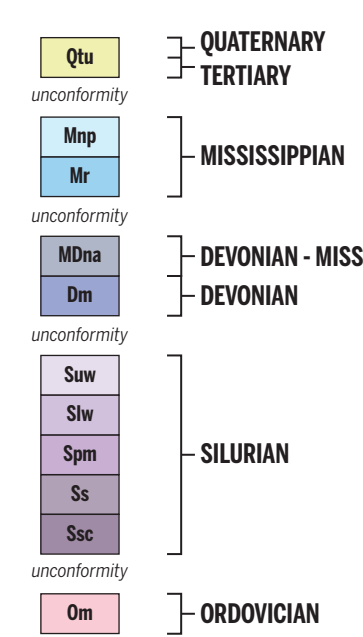 Qtu
QUATERNARY
TERTIARY
unconformity
Mnp
Mr
MISSISSIPPIAN
unconformity
MDna
DEVONIAN - MISS
Dm
DEVONIAN
unconformity
Suw
Slw
Spm
SILURIAN
Ss
Ssc
unconformity
Om
ORDOVICIAN